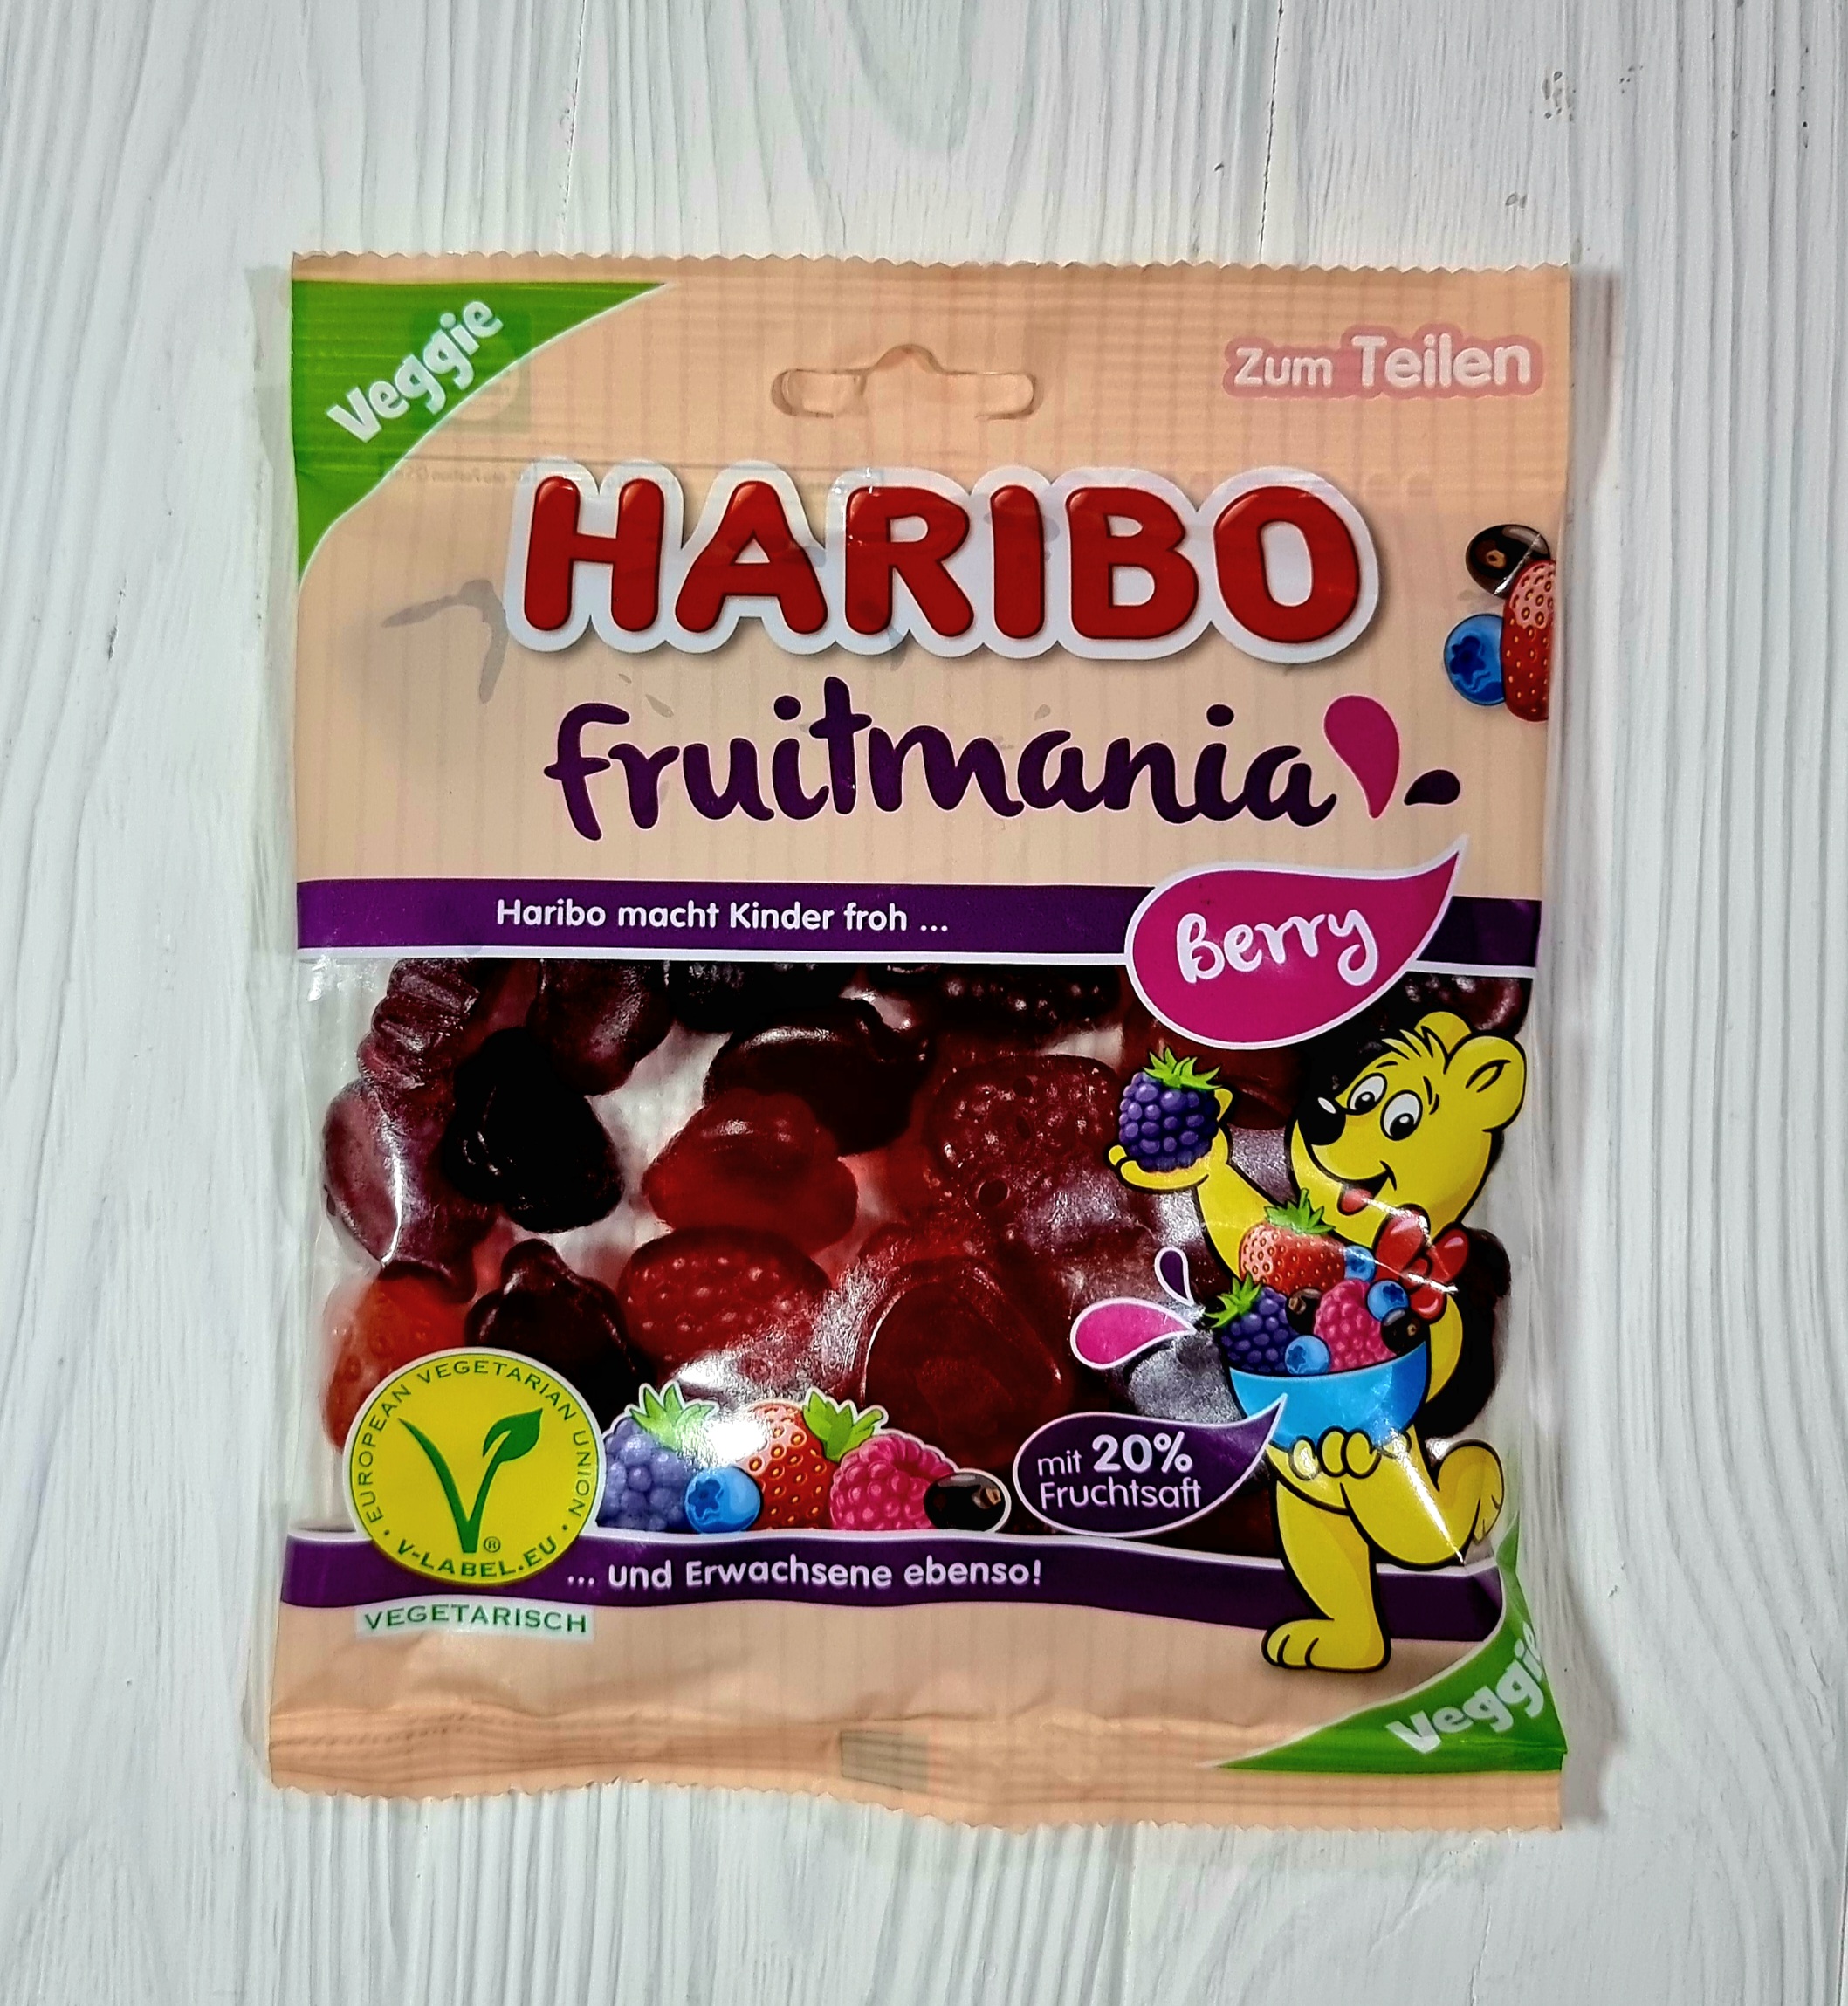 Veggie
Zum Teilen
HARIBO
fruitmania
Haribo macht Kinder froh ...
Berry
EUROPEAN VEGETARIAN UNION
V-LABEL.EU
®
VEGETARISCH
mit 20%
Fruchtsaft
... und Erwachsene ebenso!
Veggie